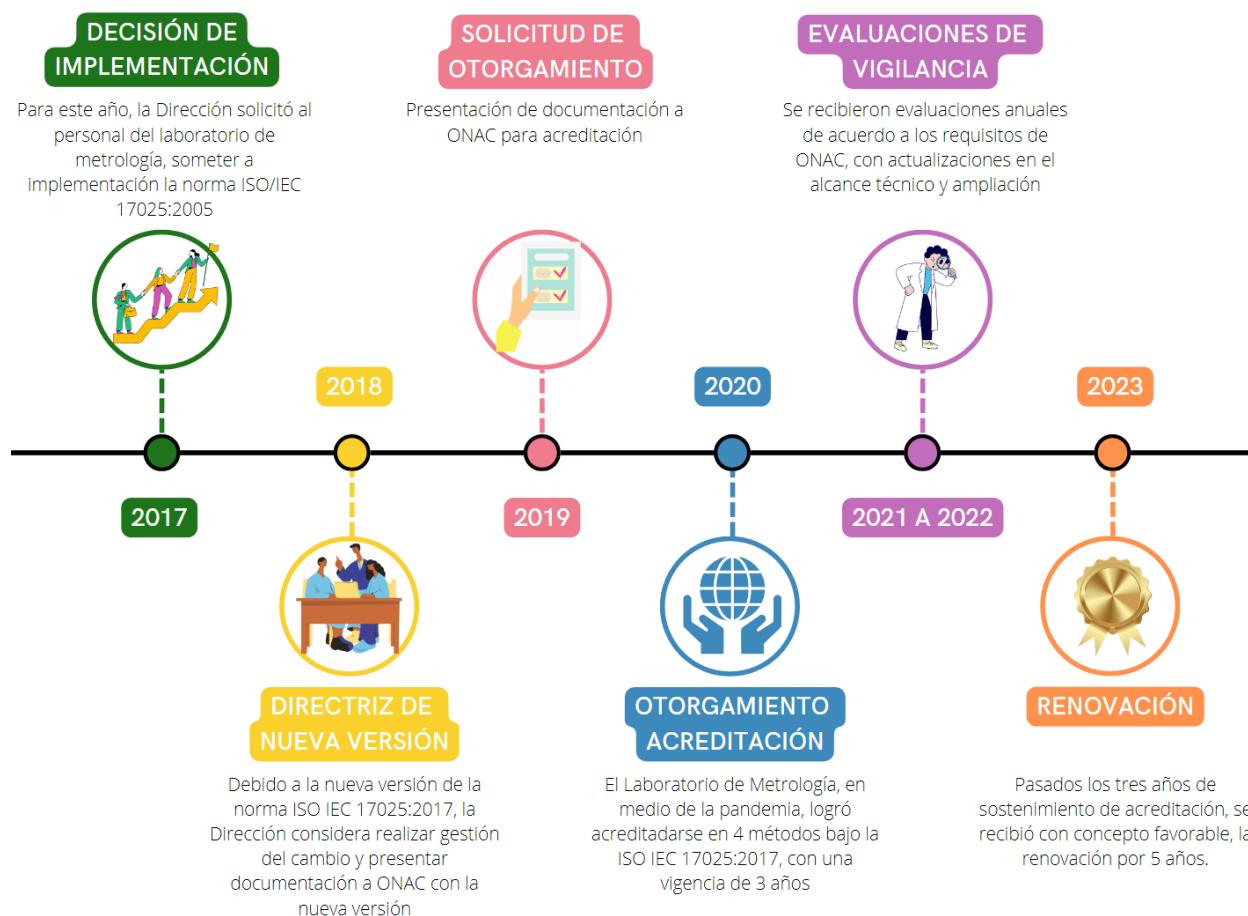 DECISIÓN DE
IMPLEMENTACIÓN
Para este año, la Dirección solicitó al
personal del laboratorio de
metrología, someter a
implementación la norma ISO/IEC
17025:2005
2017
2018
DIRECTRIZ DE
NUEVA VERSIÓN
Debido a la nueva versión de la
norma ISO IEC 17025:2017, la
Dirección considera realizar gestión
del cambio y presentar
documentación a ONAC con la
nueva versión
SOLICITUD DE
OTORGAMIENTO
Presentación de documentación a
ONAC para acreditación
2019
2020
OTORGAMIENTO
ACREDITACIÓN
El Laboratorio de Metrología, en
medio de la pandemia, logró
acreditadarse en 4 métodos bajo la
ISO IEC 17025:2017, con una
vigencia de 3 años
EVALUACIONES DE
VIGILANCIA
Se recibieron evaluaciones anuales
de acuerdo a los requisitos de
ONAC, con actualizaciones en el
alcance técnico y ampliación
2021 A 2022
2023
RENOVACIÓN
Pasados los tres años de
sostenimiento de acreditación, se
recibió con concepto favorable, la
renovación por 5 años.